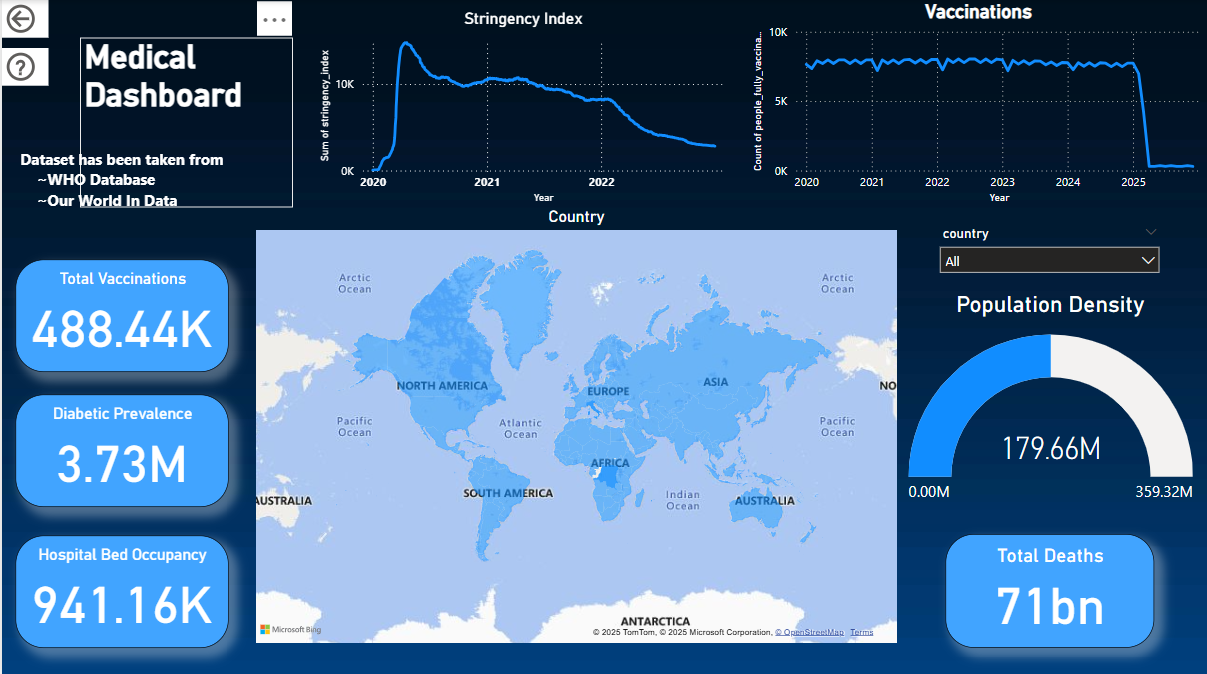 Medical
Dashboard
Dataset has been taken from
~WHO Database
~Our World In Data
Stringency Index
Sum of stringency_index
10K
0K
2020
2021
2022
Year
Vaccinations
Count of people_fully_vaccina...
10K
5K
0K
2020
2021
2022
2023
2024
2025
Year
Country
country
All
Total Vaccinations
488.44K
Diabetic Prevalence
3.73M
Hospital Bed Occupancy
941.16K
Arctic
Ocean
Arctic
Ocean
NORTH AMERICA
EUROPE
ASIA
NO
Pacific
Ocean
Atlantic
Ocean
Pacific
Ocean
AFRICA
AUSTRALIA
SOUTH AMERICA
Indian
Ocean
AUSTRALIA
ANTARCTICA
Microsoft Bing
© 2025 TomTom, © 2025 Microsoft Corporation, © OpenStreetMap Terms
Population Density
179.66M
0.00M
359.32M
Total Deaths
71bn